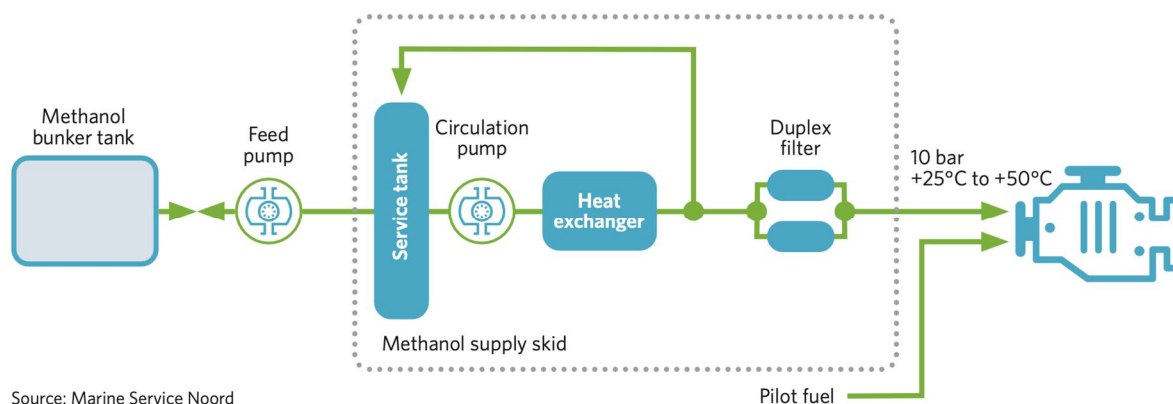 Methanol
bunker tank
Feed
pump
Service tank
Circulation
pump
Heat
exchanger
Duplex
filter
10 bar
+25°C to +50°C
Methanol supply skid
Pilot fuel
Source: Marine Service Noord